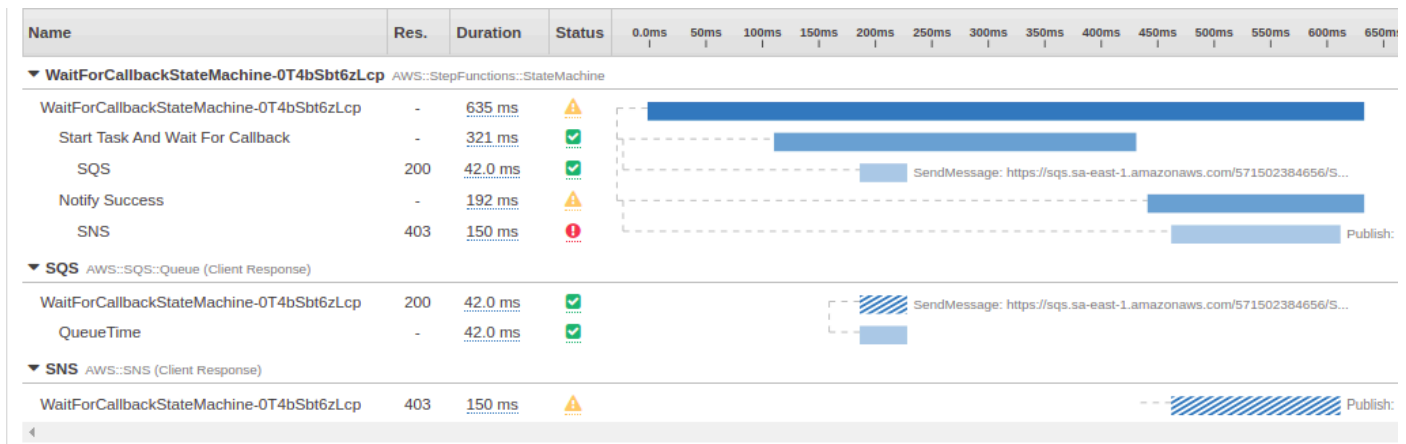 Name Res. Duration Status 0.0ms 50ms 100ms 150ms 200ms 250ms 300ms 350ms 400ms 450ms 500ms 550ms 600ms 650ms
WaitForCallbackStateMachine-0T4bSbt6zLcp AWS::StepFunctions::StateMachine
WaitForCallbackStateMachine-0T4bSbt6zLcp - 635 ms
Start Task And Wait For Callback - 321 ms
SQS 200 42.0 ms SendMessage: https://sqs.sa-east-1.amazonaws.com/571502384656/S...
Notify Success - 192 ms
SNS 403 150 ms Publish:
SQS AWS::SQS::Queue (Client Response)
WaitForCallbackStateMachine-0T4bSbt6zLcp 200 42.0 ms SendMessage: https://sqs.sa-east-1.amazonaws.com/571502384656/S...
QueueTime - 42.0 ms
SNS AWS::SNS (Client Response)
WaitForCallbackStateMachine-0T4bSbt6zLcp 403 150 ms Publish: